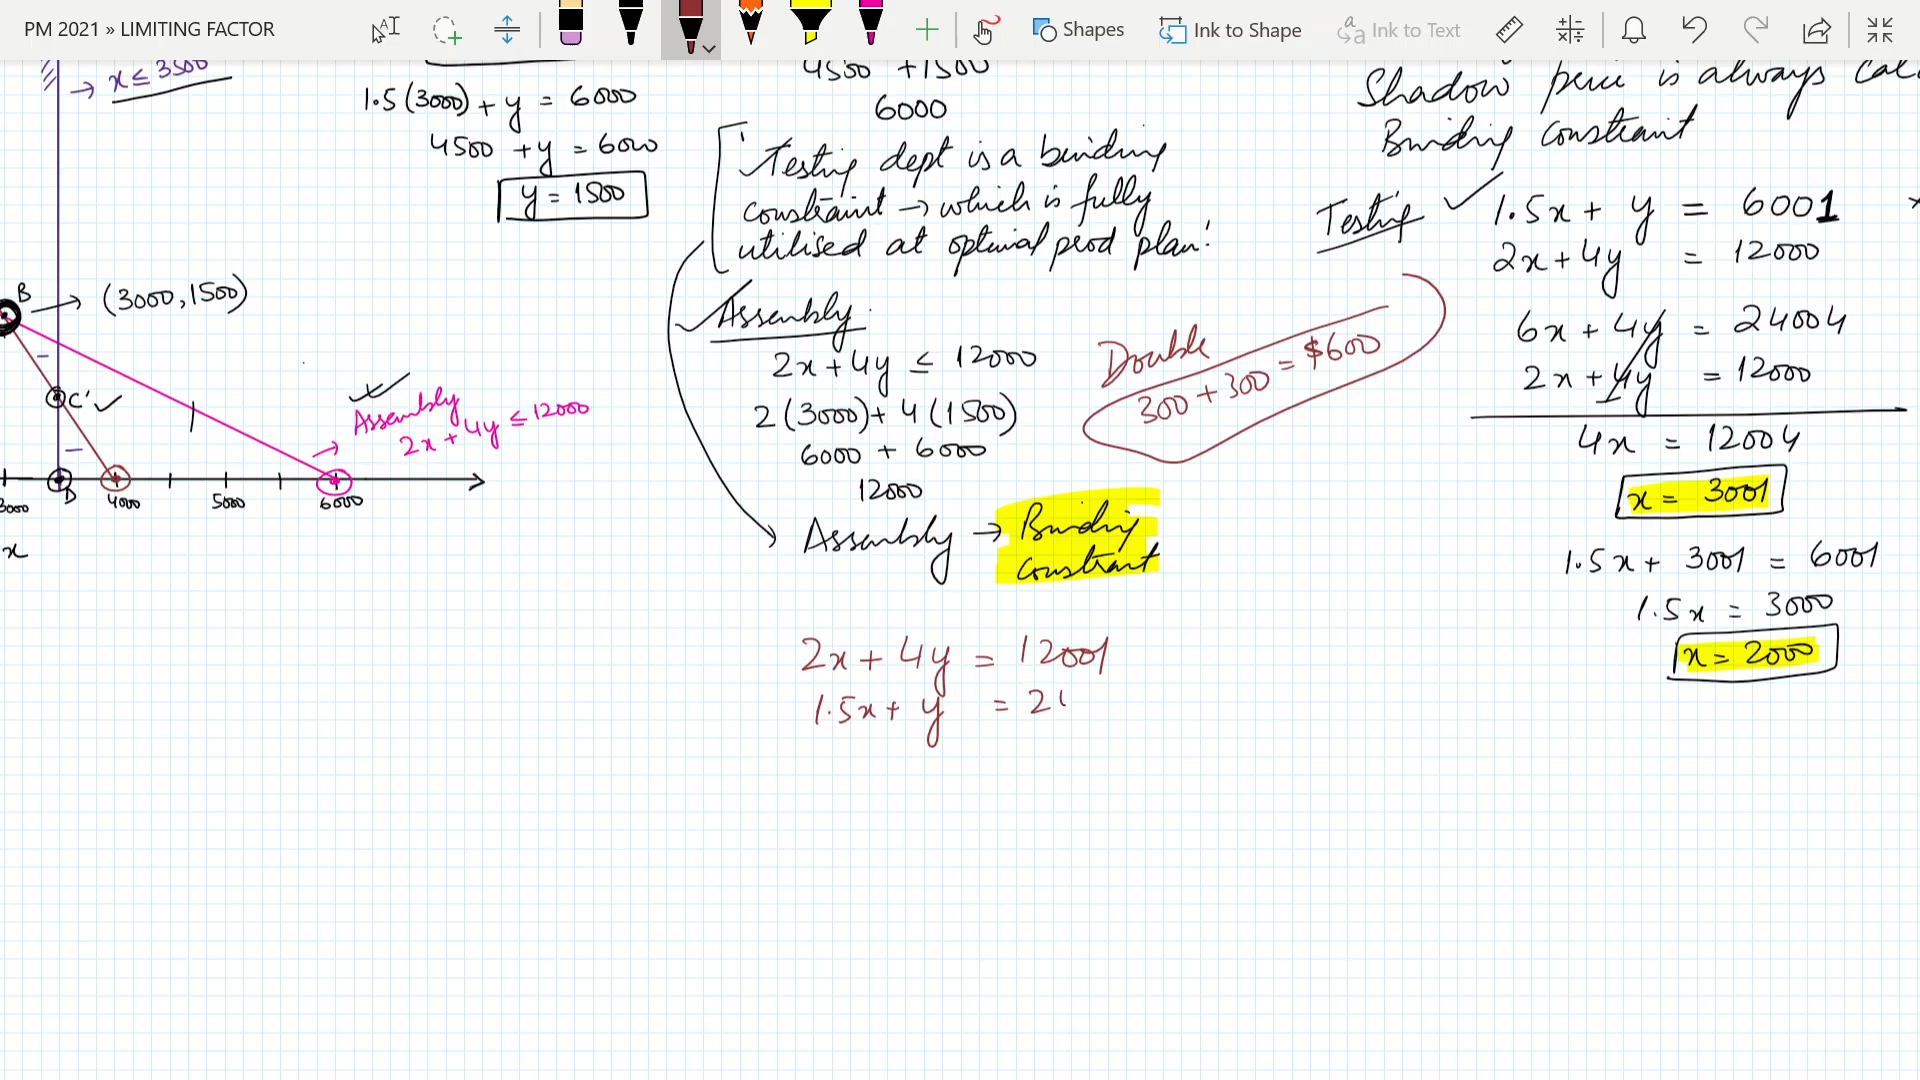 PM 2021 » LIMITING FACTOR
Shapes
Ink to Shape
Ink to Text
→ x ≤ 3500
1.5(3000) + y = 6000
4500 + y = 6000
y = 1500
B → (3000, 1500)
C' ✓
Assembly
→ 2x + 4y ≤ 12000
3000 D 4000 5000 6000
x
4500 + 1500
6000
Testing dept is a binding
constraint → which is fully
utilised at optimal prod plan!
✓ Assembly
2x + 4y ≤ 12000
2(3000) + 4(1500)
6000 + 6000
12000
Assembly → Binding
constraint
Double
300 + 300 = $600
2x + 4y = 12001
1.5x + y =
Shadow price is always
Binding constraint
Testing ✓ 1.5x + y = 6001
2x + 4y = 12000
6x + 4y = 24004
2x + 4y = 12000
4x = 12004
x = 3001
1.5x + 3001 = 6001
1.5x = 3000
x = 2000